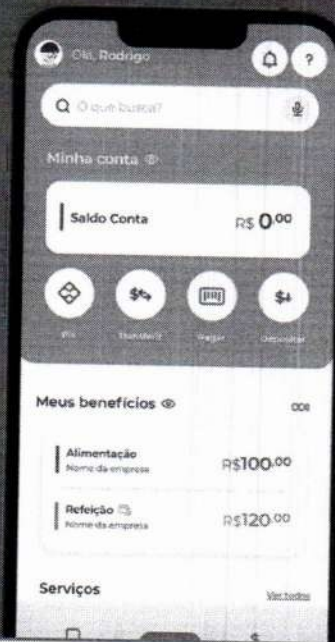 Olá, Rodrigo
?
O que busca?
Minha conta
Saldo Conta R$ 0,00
Pix Transferir Pagar Depositar
Meus benefícios
Alimentação R$100,00
Nome da empresa
Refeição R$120,00
Nome da empresa
Serviços Ver todos